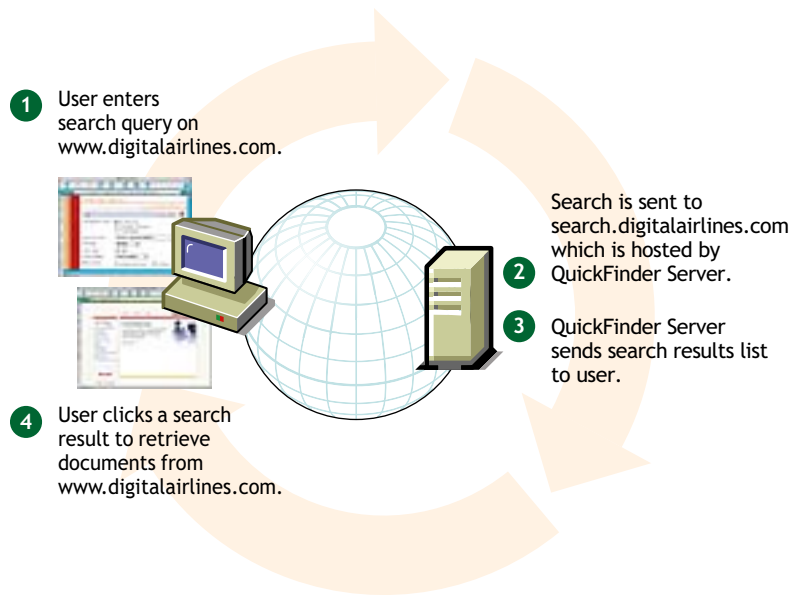 1
User enters
search query on
www.digitalairlines.com.
Search is sent to
search.digitalairlines.com
which is hosted by
2
QuickFinder Server.
3
QuickFinder Server
sends search results list
to user.
4
User clicks a search
result to retrieve
documents from
www.digitalairlines.com.